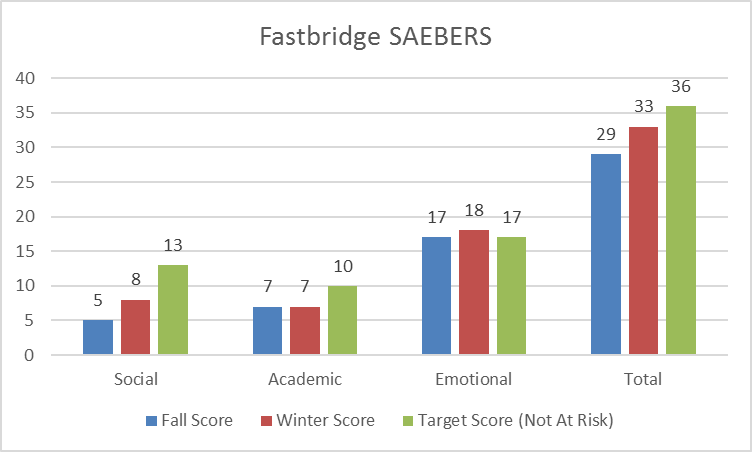 Fastbridge SAEBERS
40
35
30
25
20
15
10
5
0
5
8
13
7
7
10
17
18
17
29
33
36
Social
Academic
Emotional
Total
Fall Score
Winter Score
Target Score (Not At Risk)